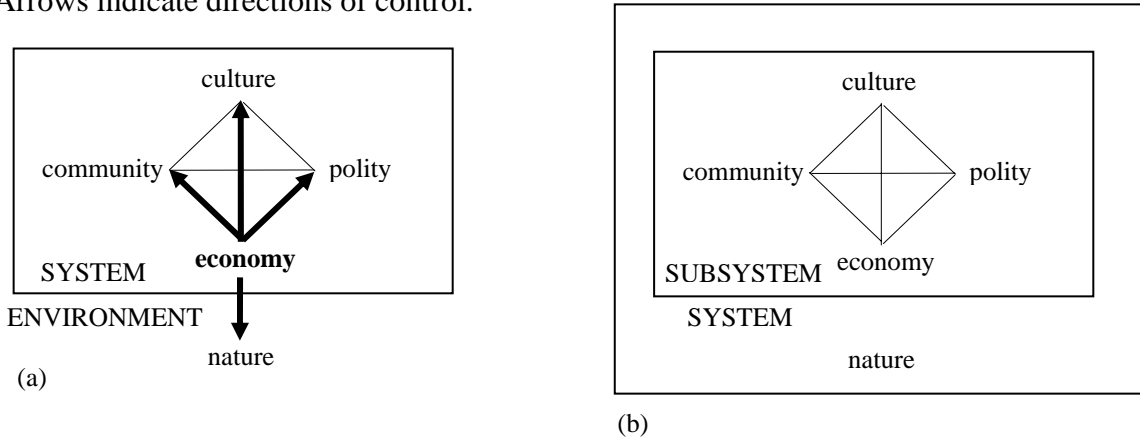 Arrows indicate directions of control.
culture
community
polity
economy
SYSTEM
ENVIRONMENT
nature
(a)
culture
community
polity
economy
SUBSYSTEM
SYSTEM
nature
(b)